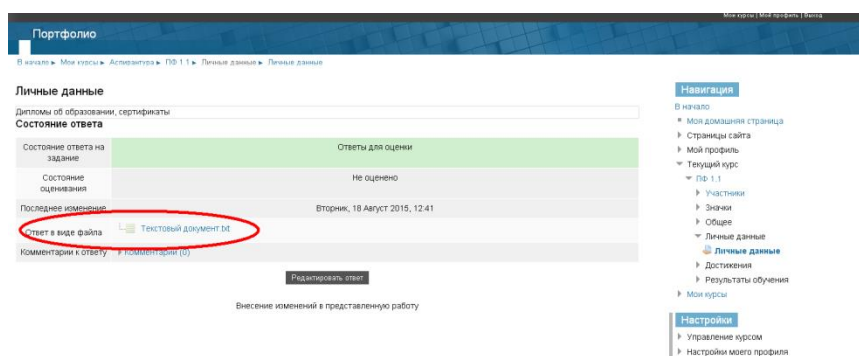 Мои курсы | Мой профиль | Выход
Портфолио
В начало ► Мои курсы ► Аспирантура ► ПФ 1.1 ► Личные данные ► Личные данные
Личные данные
Дипломы об образовании, сертификаты
Состояние ответа
Состояние ответа на задание
Ответы для оценки
Состояние оценивания
Не оценено
Последнее изменение
Вторник, 18 Август 2015, 12:41
Ответ в виде файла
Текстовый документ.txt
Комментарии к ответу
Комментарии (0)
Редактировать ответ
Внесение изменений в представленную работу
Навигация
В начало
Моя домашняя страница
Страницы сайта
Мой профиль
Текущий курс
ПФ 1.1
Участники
Значки
Общее
Личные данные
Личные данные
Достижения
Результаты обучения
Мои курсы
Настройки
Управление курсом
Настройки моего профиля